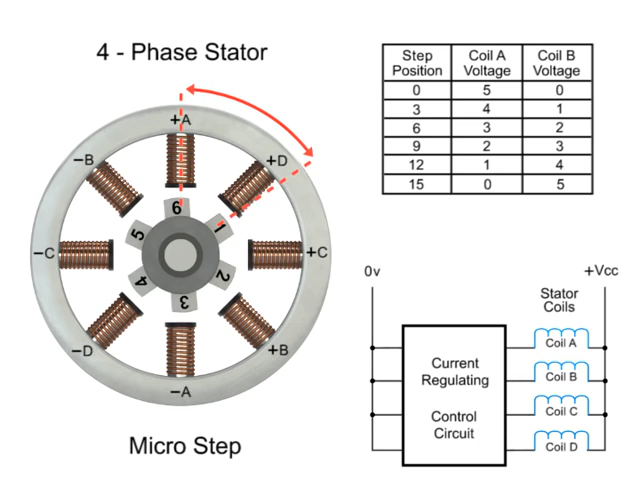 4 - Phase Stator
+A
−B
+D
−C
+C
−D
+B
−A
6
1
5
2
4
3
Micro Step
Step Position Coil A Voltage Coil B Voltage
0 5 0
3 4 1
6 3 2
9 2 3
12 1 4
15 0 5
0v
+Vcc
Stator
Coils
Current
Regulating
Control
Circuit
Coil A
Coil B
Coil C
Coil D